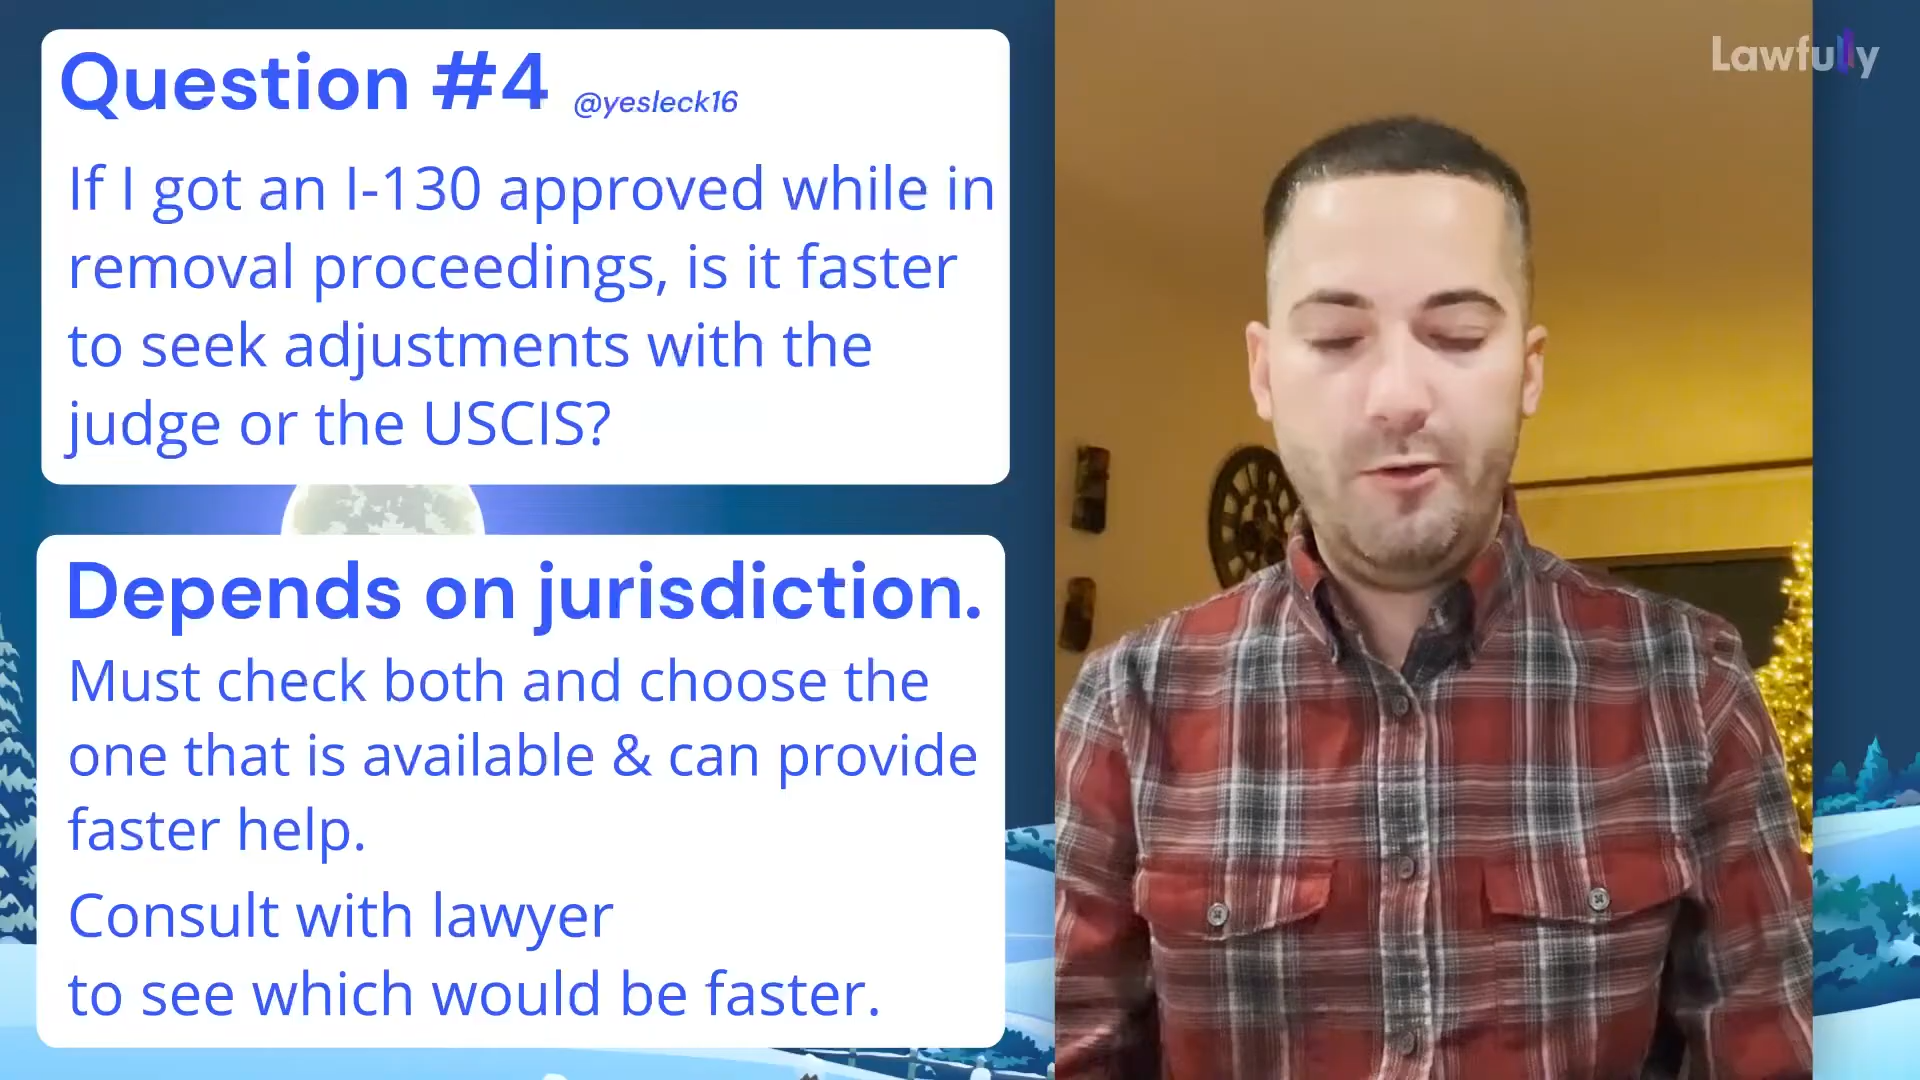 Question #4 @yesleck16
If I got an I-130 approved while in
removal proceedings, is it faster
to seek adjustments with the
judge or the USCIS?
Depends on jurisdiction.
Must check both and choose the
one that is available & can provide
faster help.
Consult with lawyer
to see which would be faster.
Lawfully